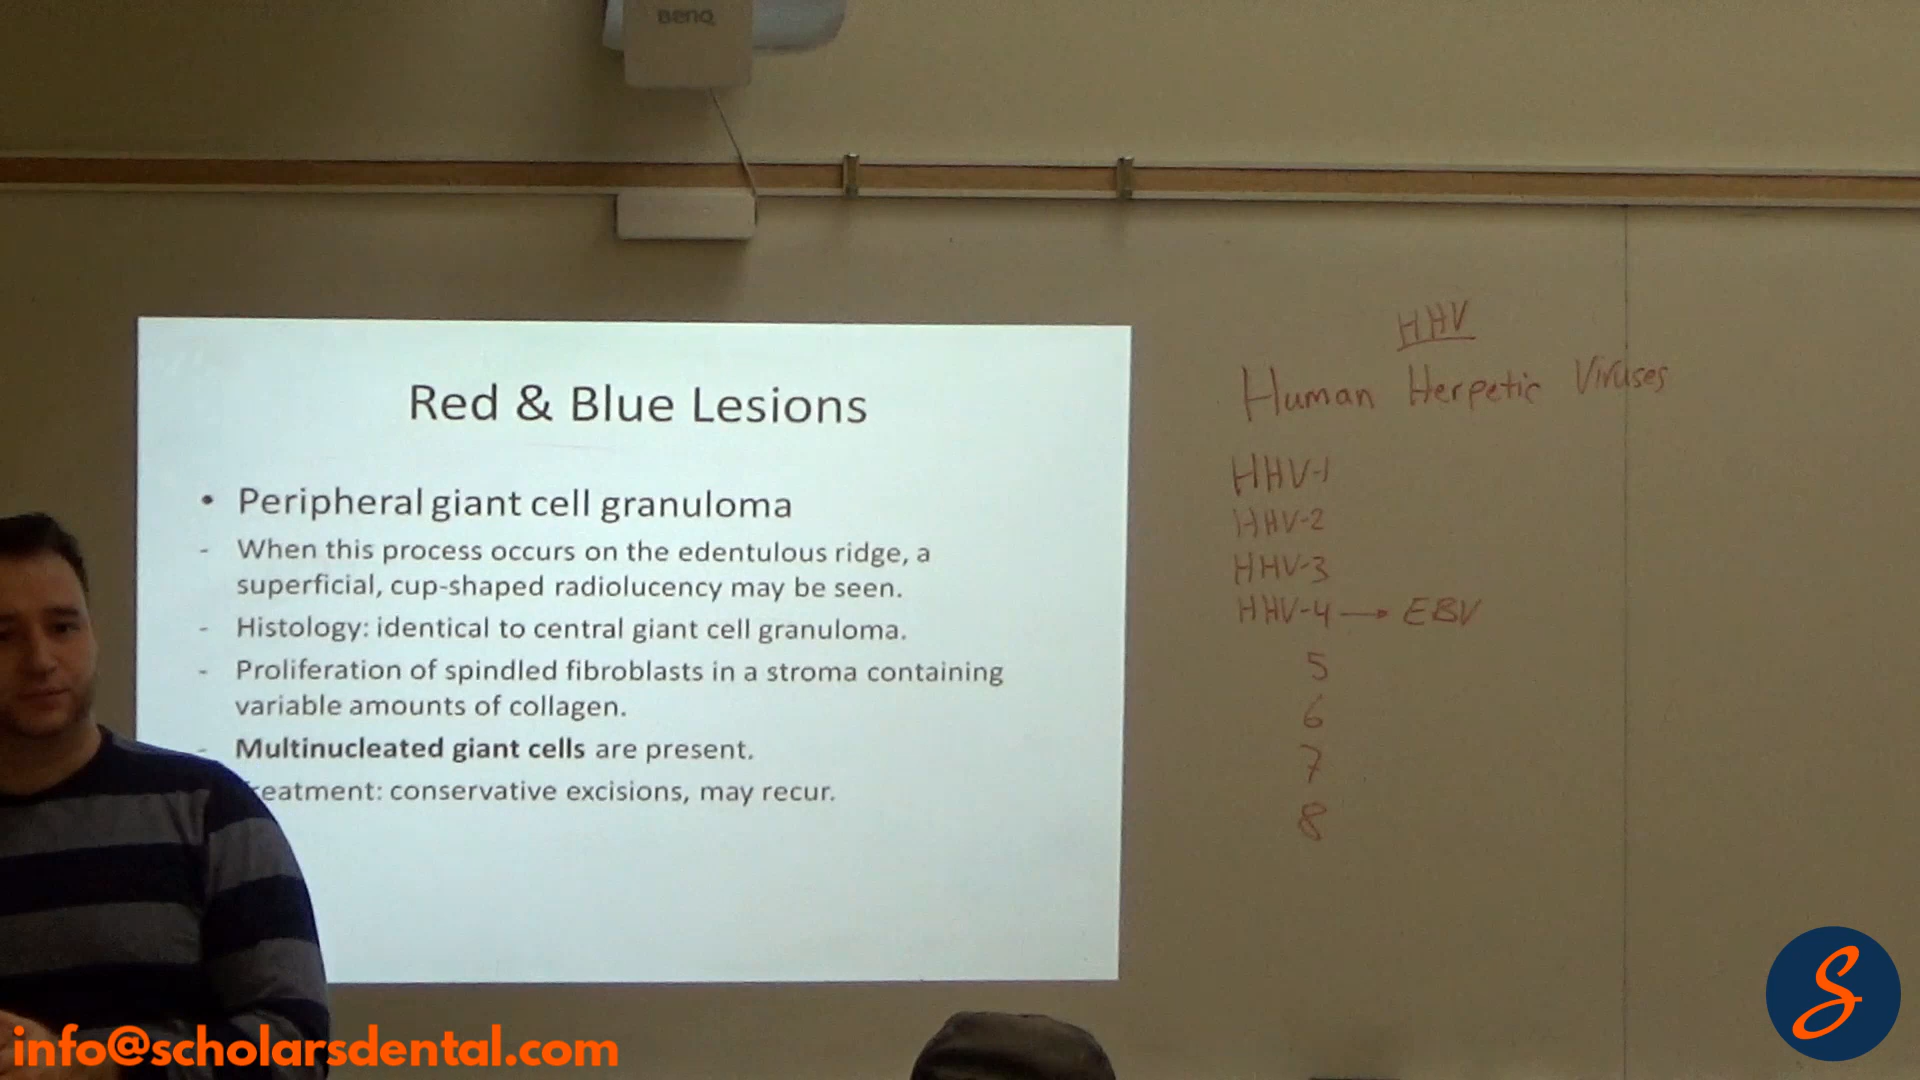 BenQ
Red & Blue Lesions
• Peripheral giant cell granuloma
- When this process occurs on the edentulous ridge, a
superficial, cup-shaped radiolucency may be seen.
- Histology: identical to central giant cell granuloma.
- Proliferation of spindled fibroblasts in a stroma containing
variable amounts of collagen.
- Multinucleated giant cells are present.
reatment: conservative excisions, may recur.
HHV
Human Herpetic Viruses
HHV-1
HHV-2
HHV-3
HHV-4 → EBV
5
6
7
8
info@scholarsdental.com
S